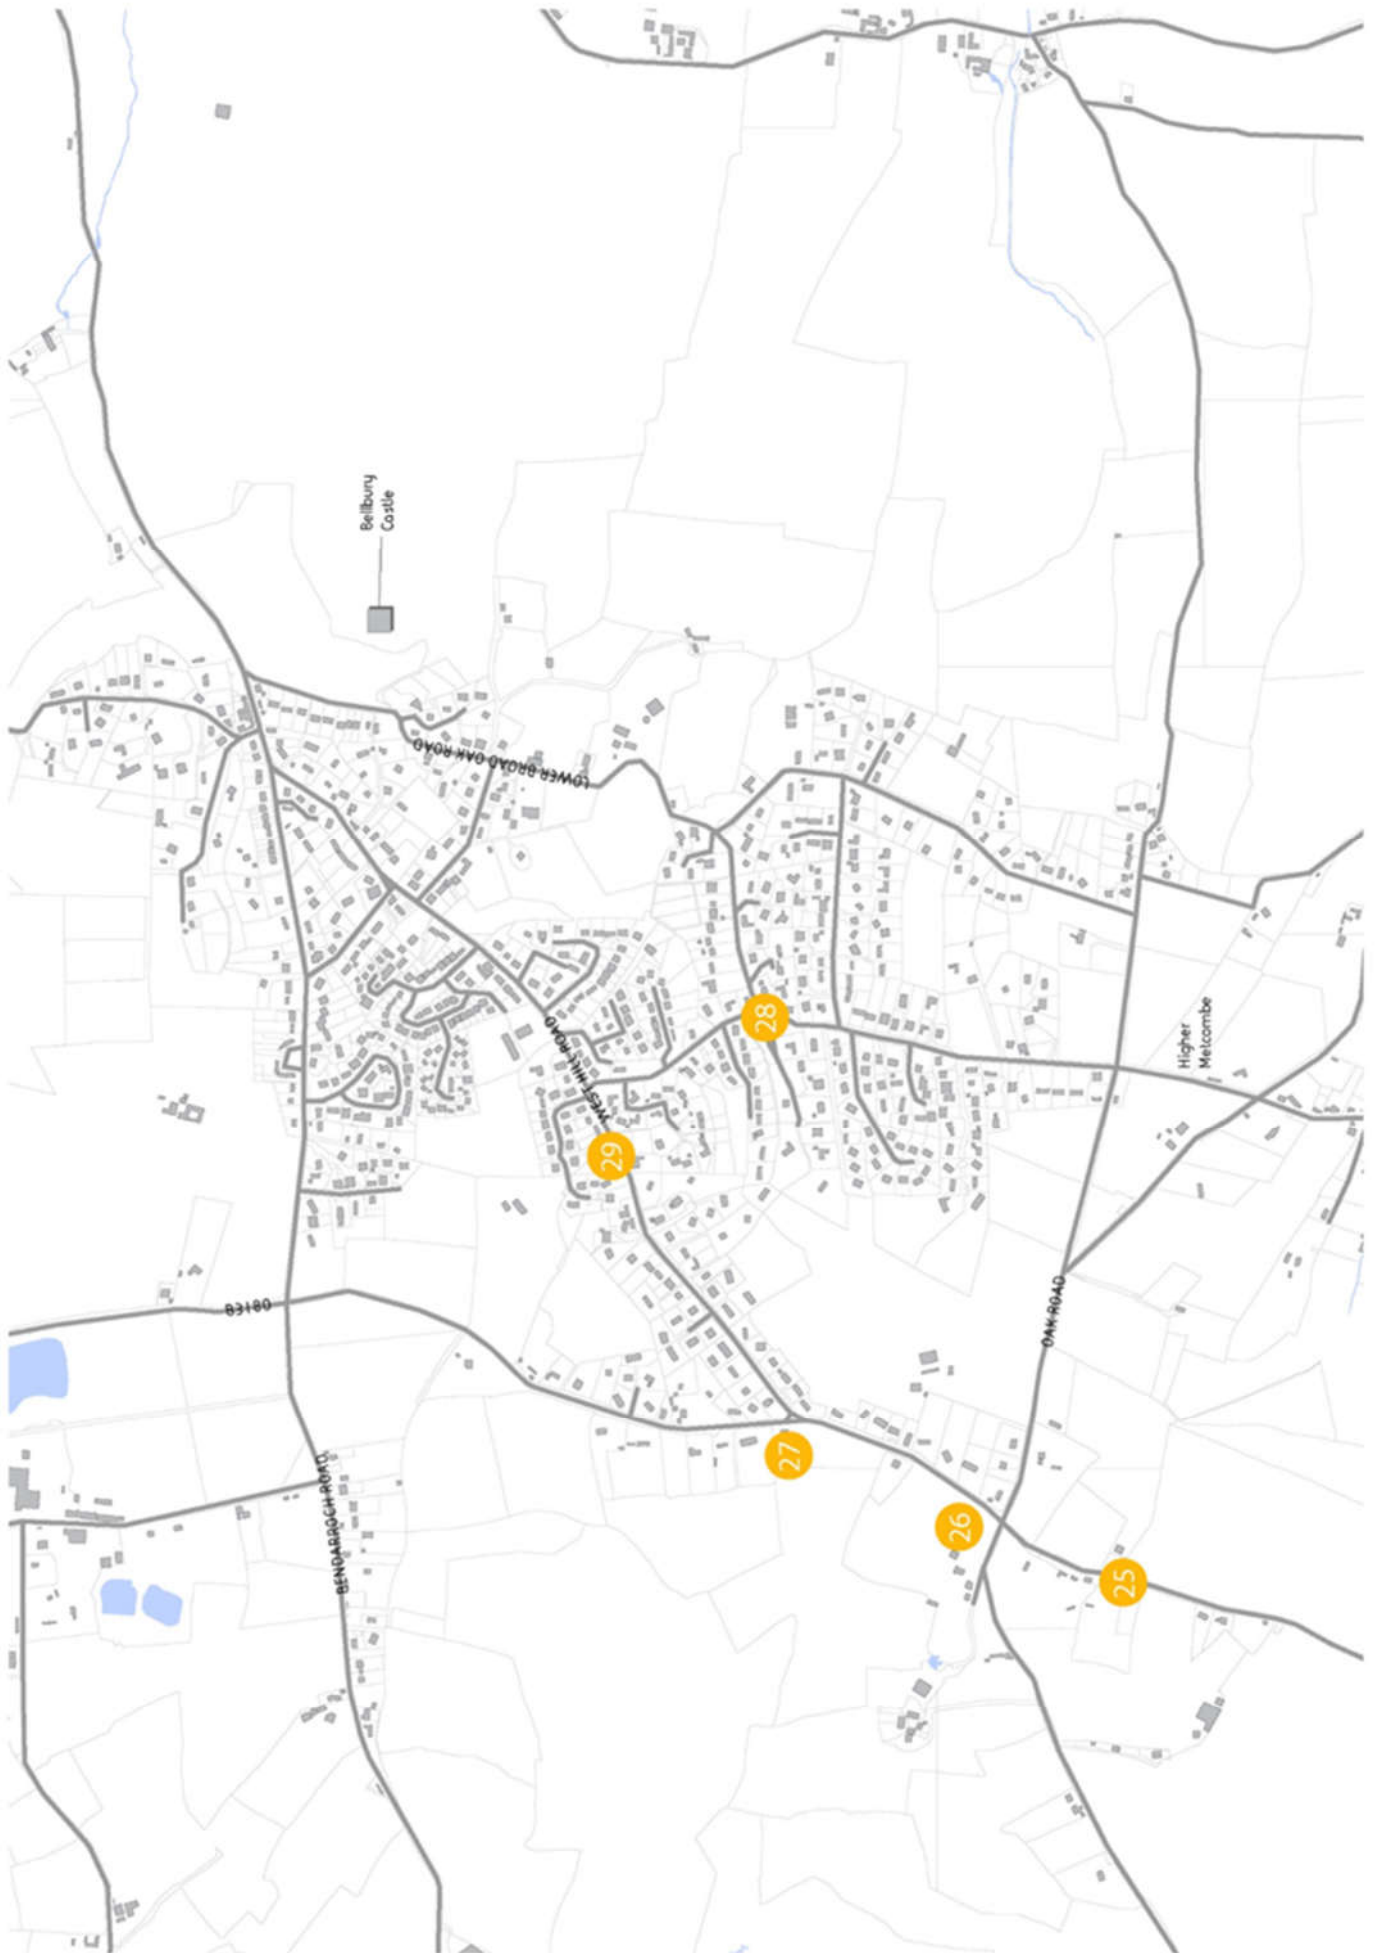 Bellbury
Castle
LOWER BROAD OAK ROAD
WEST HILL ROAD
B3180
BENDARROCH ROAD
OAK ROAD
Higher
Melcombe
25
26
27
28
29